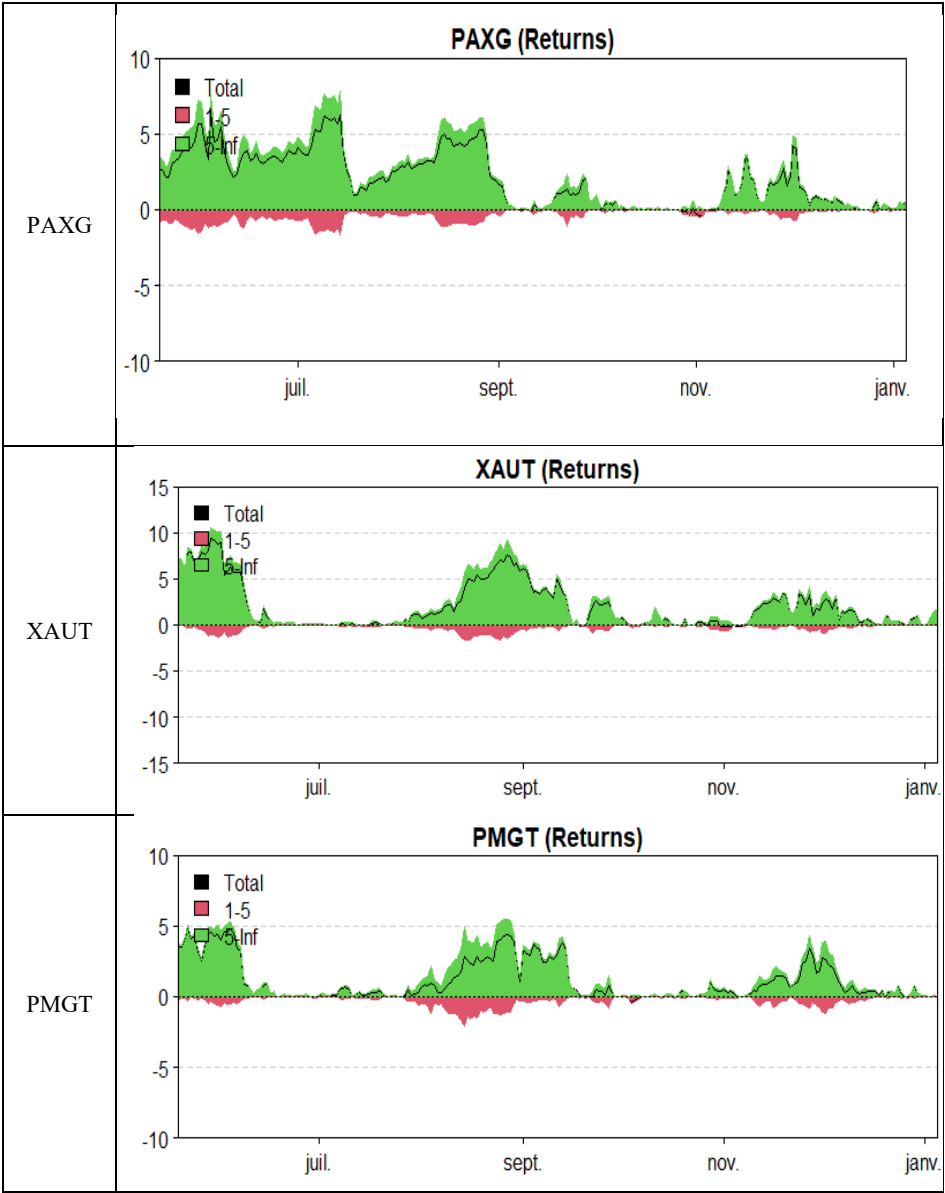 PAXG
PAXG (Returns)
10
5
0
-5
-10
Total
1-5
5-Inf
juil. sept. nov. janv.
XAUT
XAUT (Returns)
15
10
5
0
-5
-10
-15
Total
1-5
5-Inf
juil. sept. nov. janv.
PMGT
PMGT (Returns)
10
5
0
-5
-10
Total
1-5
5-Inf
juil. sept. nov. janv.